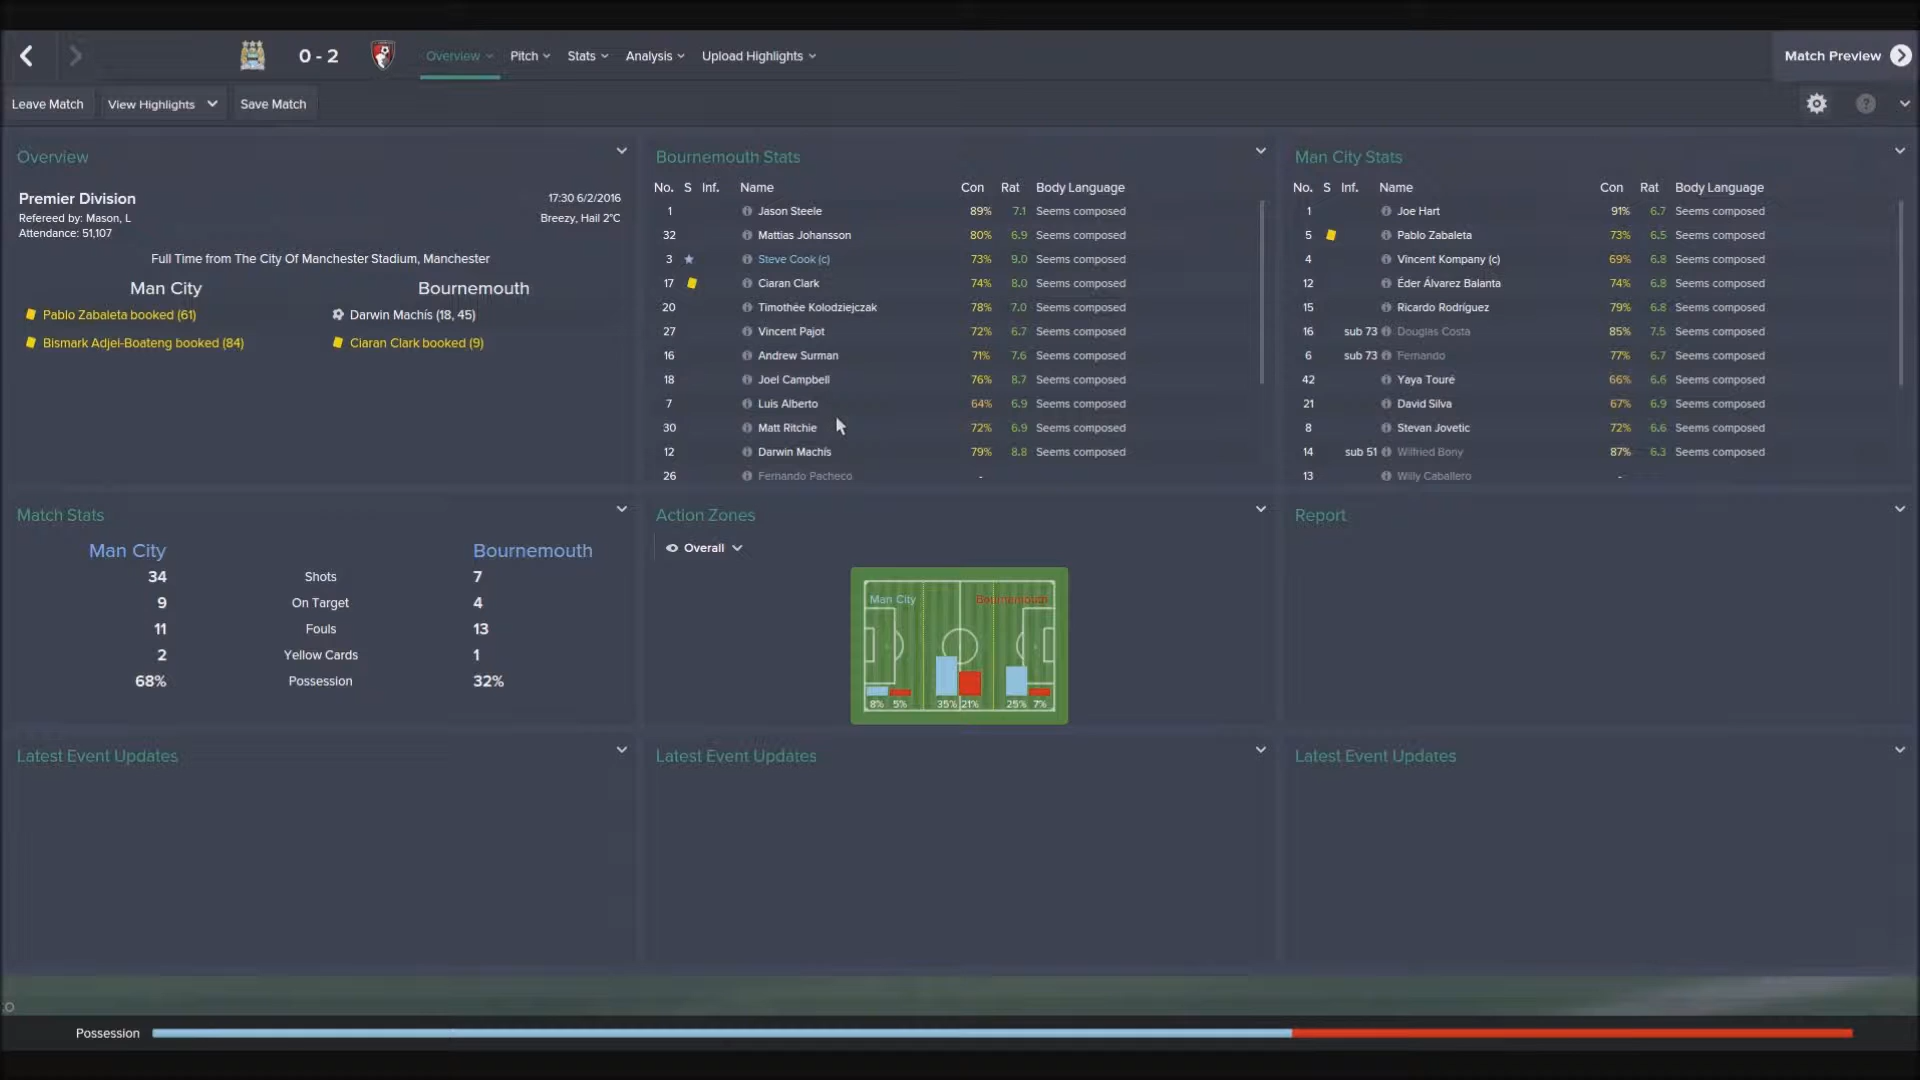 0 - 2
Overview Pitch Stats Analysis Upload Highlights
Match Preview
Leave Match View Highlights Save Match
?
Overview
Premier Division 17:30 6/2/2016
Refereed by: Mason, L Breezy, Hail 2°C
Attendance: 51,107
Full Time from The City Of Manchester Stadium, Manchester
Man City Bournemouth
Pablo Zabaleta booked (61) Darwin Machís (18, 45)
Bismark Adjei-Boateng booked (84) Ciaran Clark booked (9)
Bournemouth Stats
No. S Inf. Name Con Rat Body Language
1 Jason Steele 89% 7.1 Seems composed
32 Mattias Johansson 80% 6.9 Seems composed
3 Steve Cook (c) 73% 9.0 Seems composed
17 Ciaran Clark 74% 8.0 Seems composed
20 Timothée Kolodziejczak 78% 7.0 Seems composed
27 Vincent Pajot 72% 6.7 Seems composed
16 Andrew Surman 71% 7.6 Seems composed
18 Joel Campbell 76% 8.7 Seems composed
7 Luis Alberto 64% 6.9 Seems composed
30 Matt Ritchie 72% 6.9 Seems composed
12 Darwin Machís 79% 8.8 Seems composed
26 Fernando Pacheco -
Man City Stats
No. S Inf. Name Con Rat Body Language
1 Joe Hart 91% 6.7 Seems composed
5 Pablo Zabaleta 73% 6.5 Seems composed
4 Vincent Kompany (c) 69% 6.8 Seems composed
12 Éder Álvarez Balanta 74% 6.8 Seems composed
15 Ricardo Rodríguez 79% 6.8 Seems composed
16 sub 73 Douglas Costa 85% 7.5 Seems composed
6 sub 73 Fernando 77% 6.7 Seems composed
42 Yaya Touré 66% 6.6 Seems composed
21 David Silva 67% 6.9 Seems composed
8 Stevan Jovetic 72% 6.6 Seems composed
14 sub 51 Wilfried Bony 87% 6.3 Seems composed
13 Willy Caballero -
Match Stats
Man City Bournemouth
34 Shots 7
9 On Target 4
11 Fouls 13
2 Yellow Cards 1
68% Possession 32%
Action Zones
Overall
Man City Bournemouth
8% 5% 35% 21% 25% 7%
Report
Latest Event Updates
Latest Event Updates
Latest Event Updates
Possession